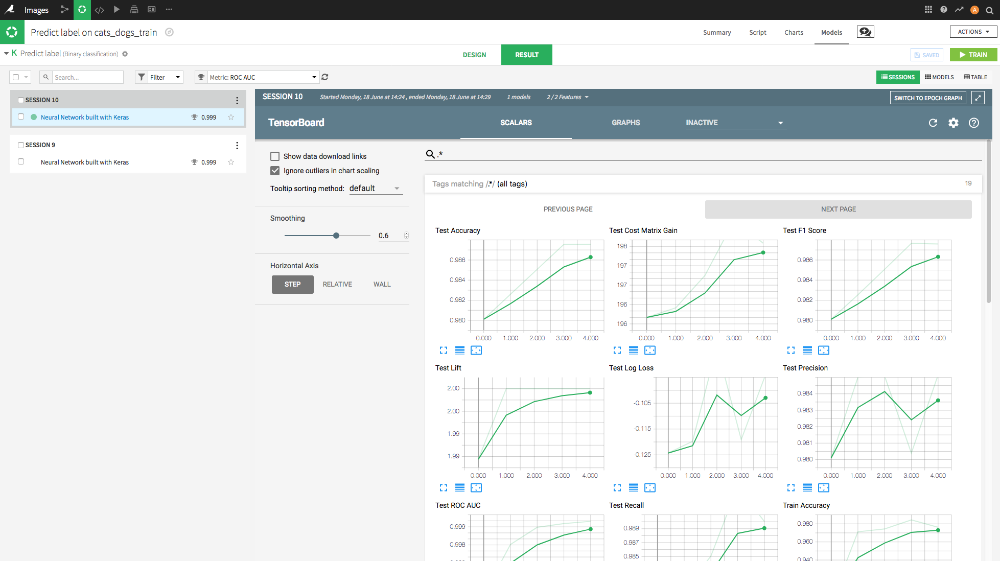 Images
A
Predict label on cats_dogs_train
Summary Script Charts Models
ACTIONS
K Predict label (Binary classification)
DESIGN RESULT
SAVED TRAIN
Search... Filter Metric: ROC AUC
SESSIONS MODELS TABLE
SESSION 10
Neural Network built with Keras 0.999
SESSION 9
Neural Network built with Keras 0.999
SESSION 10 Started Monday, 18 June at 14:24 , ended Monday, 18 June at 14:29 1 models 2 / 2 Features
SWITCH TO EPOCH GRAPH
TensorBoard SCALARS GRAPHS INACTIVE
Show data download links
Ignore outliers in chart scaling
Tooltip sorting method: default
Smoothing
0.6
Horizontal Axis
STEP RELATIVE WALL
.*
Tags matching /.*/ (all tags) 19
PREVIOUS PAGE NEXT PAGE
Test Accuracy
0.986
0.984
0.982
0.980
0.000 1.000 2.000 3.000 4.000
Test Cost Matrix Gain
198
197
197
196
196
0.000 1.000 2.000 3.000 4.000
Test F1 Score
0.986
0.984
0.982
0.980
0.000 1.000 2.000 3.000 4.000
Test Lift
2.00
2.00
1.99
1.99
0.000 1.000 2.000 3.000 4.000
Test Log Loss
-0.105
-0.115
-0.125
0.000 1.000 2.000 3.000 4.000
Test Precision
0.984
0.983
0.982
0.981
0.980
0.000 1.000 2.000 3.000 4.000
Test ROC AUC
0.999
0.998
Test Recall
0.989
0.987
0.985
Train Accuracy
0.980
0.960
0.940